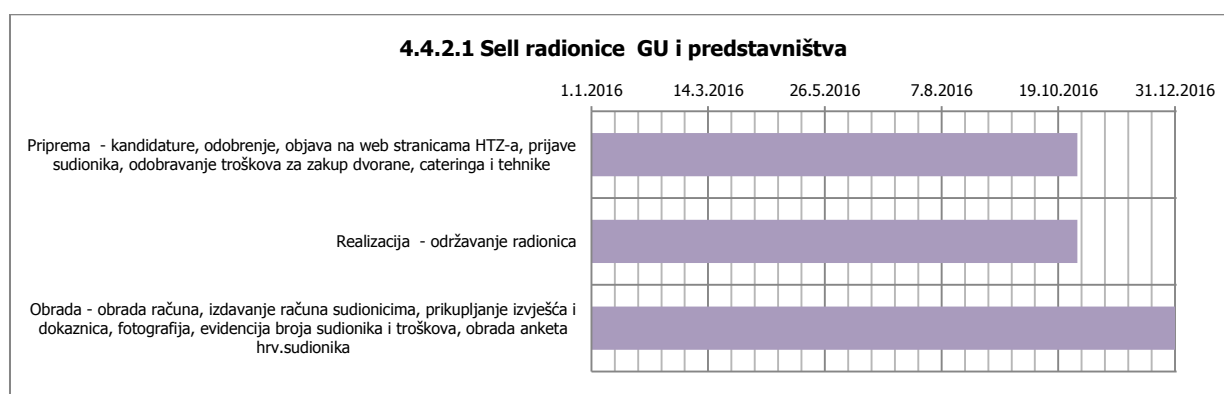 4.4.2.1 Sell radionice  GU i predstavništva
1.1.2016 14.3.2016 26.5.2016 7.8.2016 19.10.2016 31.12.2016
Priprema  - kandidature, odobrenje, objava na web stranicama HTZ-a, prijave
sudionika, odobravanje troškova za zakup dvorane, cateringa i tehnike
Realizacija  - održavanje radionica
Obrada - obrada računa, izdavanje računa sudionicima, prikupljanje izvješća i
dokaznica, fotografija, evidencija broja sudionika i troškova, obrada anketa
hrv.sudionika